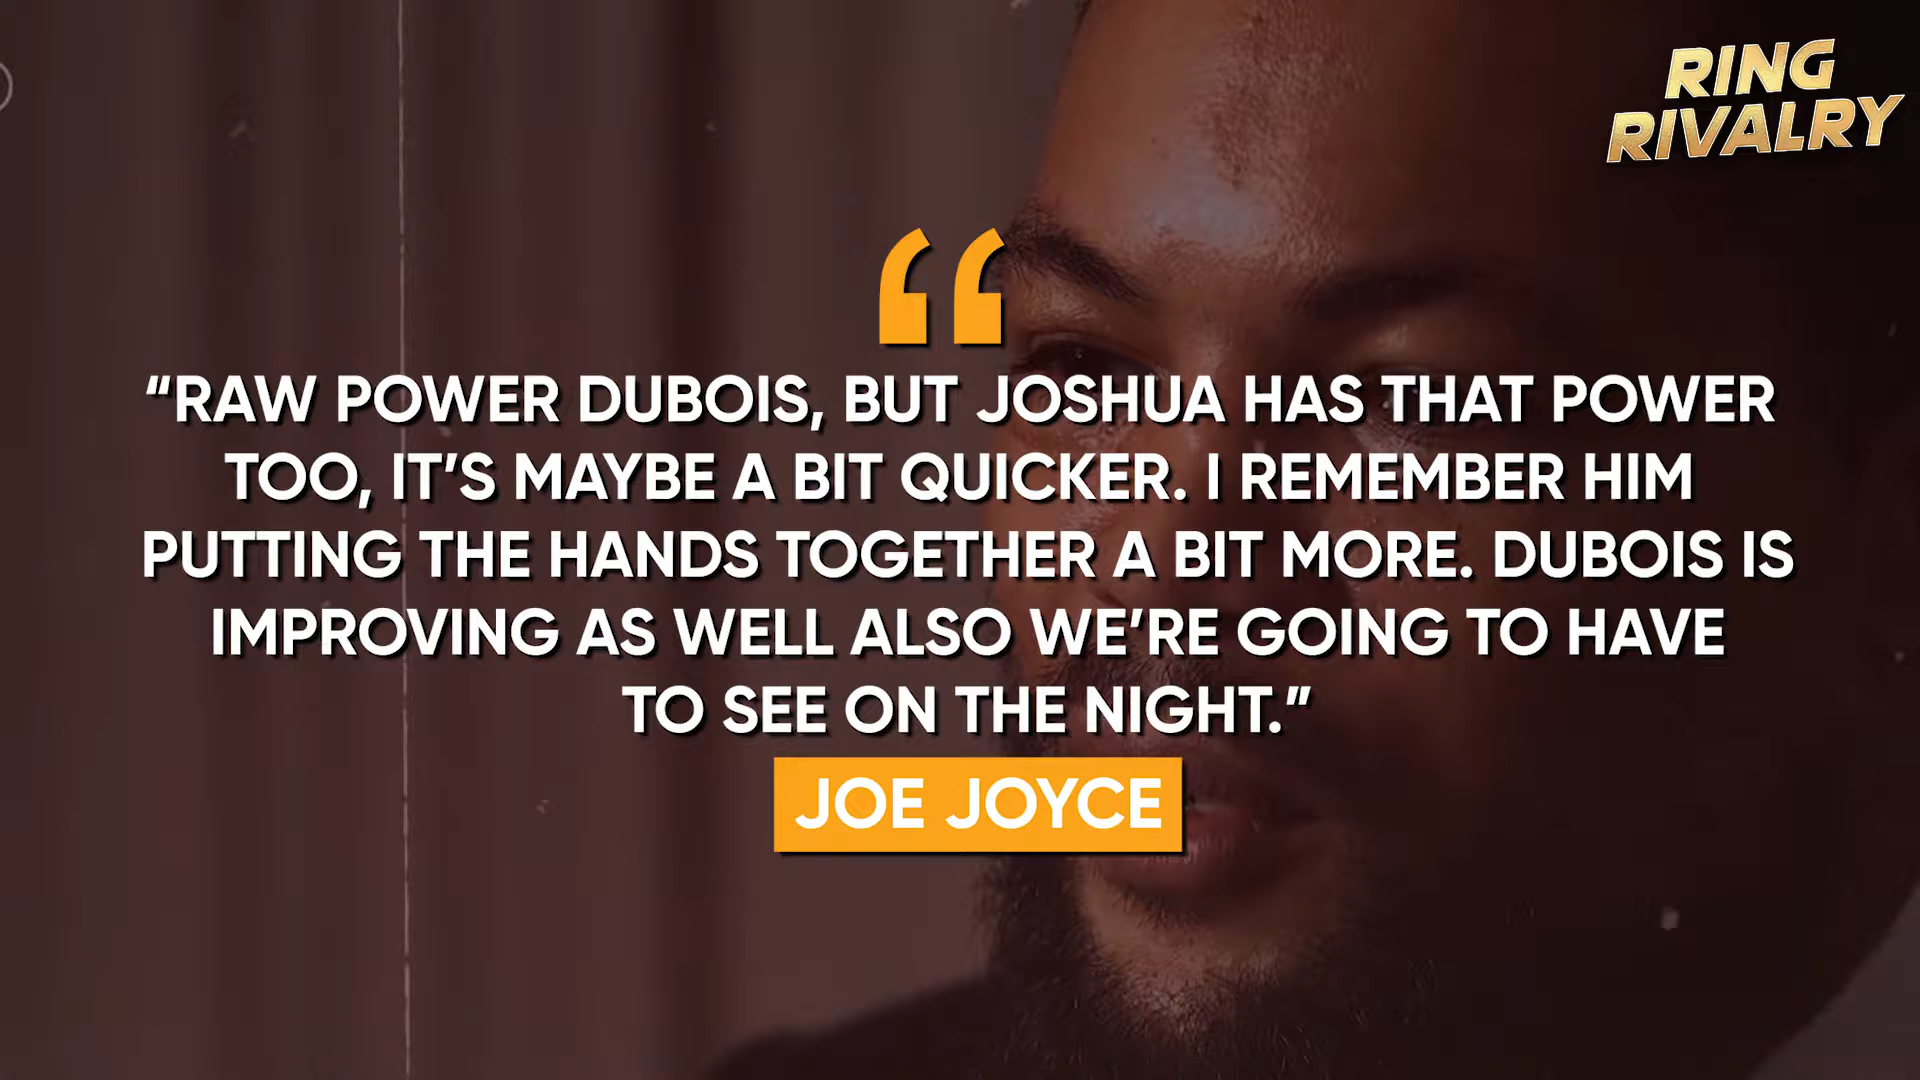 RING
RIVALRY
“
“RAW POWER DUBOIS, BUT JOSHUA HAS THAT POWER
TOO, IT’S MAYBE A BIT QUICKER. I REMEMBER HIM
PUTTING THE HANDS TOGETHER A BIT MORE. DUBOIS IS
IMPROVING AS WELL ALSO WE’RE GOING TO HAVE
TO SEE ON THE NIGHT.”
JOE JOYCE